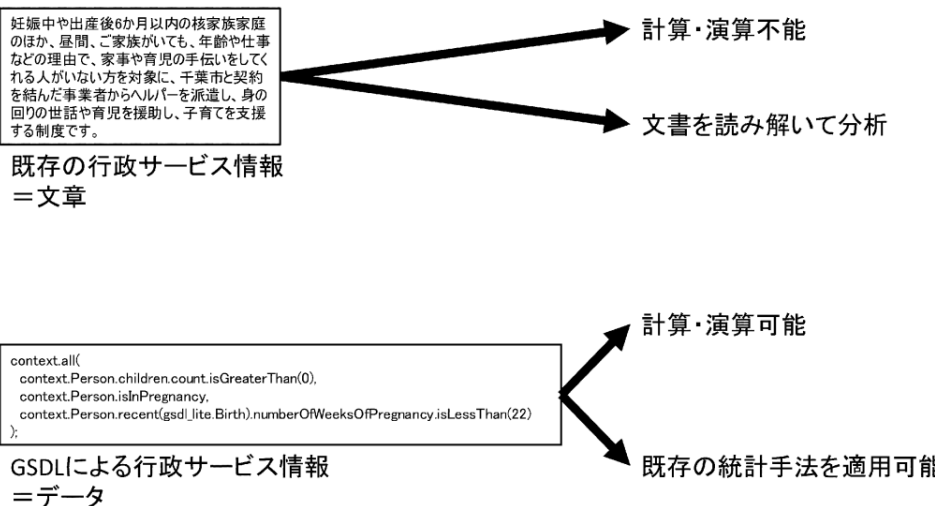 妊娠中や出産後6か月以内の核家族家庭
のほか、昼間、ご家族がいても、年齢や仕事
などの理由で、家事や育児の手伝いをしてく
れる人がいない方を対象に、千葉市と契約
を結んだ事業者からヘルパーを派遣し、身の
回りの世話や育児を援助し、子育てを支援
する制度です。
計算・演算不能
文書を読み解いて分析
既存の行政サービス情報
＝文章
計算・演算可能
context.all(
context.Person.children.count.isGreaterThan(0),
context.Person.isInPregnancy,
context.Person.recent(gsdl_lite.Birth).numberOfWeeksOfPregnancy.isLessThan(22)
);
既存の統計手法を適用可能
GSDLによる行政サービス情報
＝データ